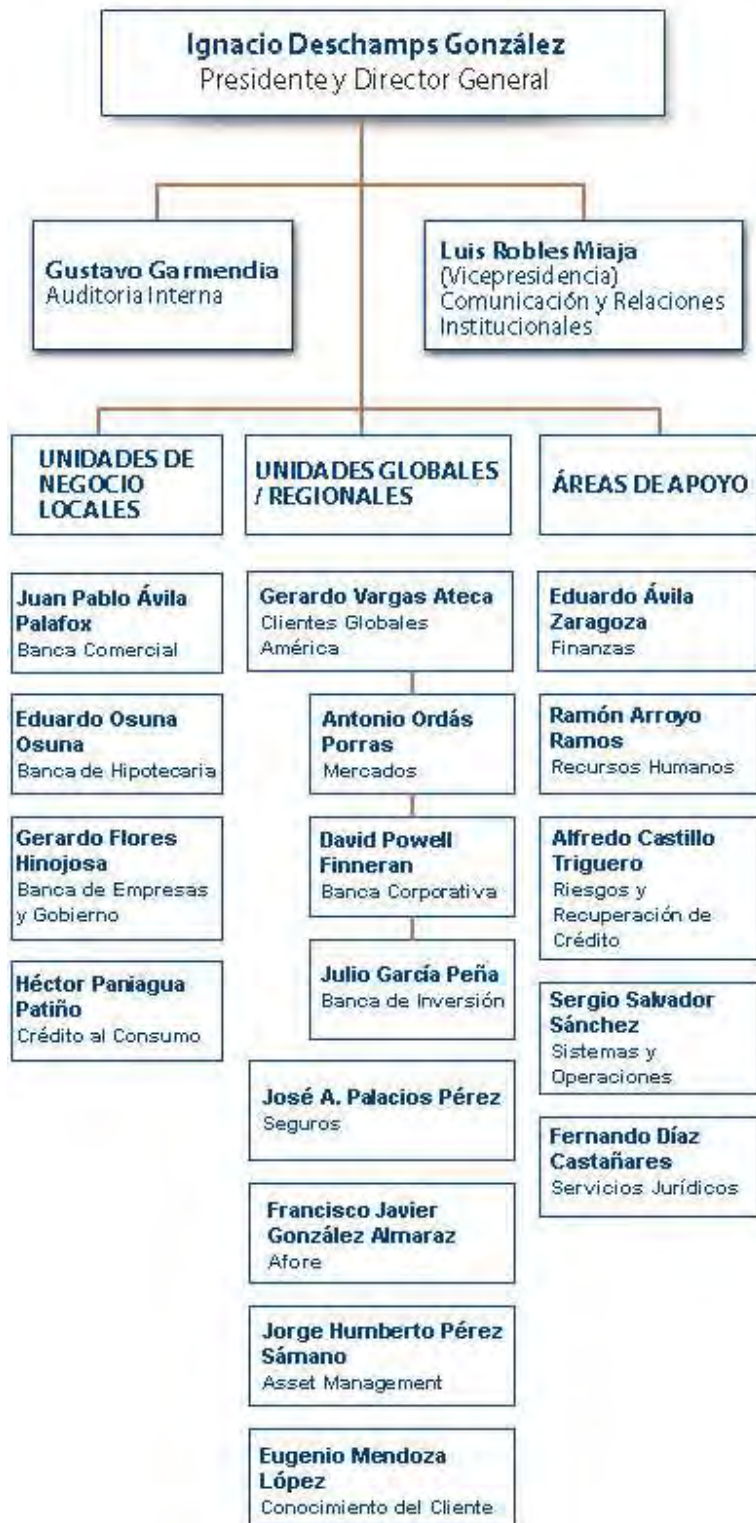 Ignacio Deschamps González
Presidente y Director General
Gustavo Garmendia
Auditoria Interna
Luis Robles Miaja
(Vicepresidencia)
Comunicación y Relaciones
Institucionales
UNIDADES DE
NEGOCIO
LOCALES
Juan Pablo Ávila
Palafox
Banca Comercial
Eduardo Osuna
Osuna
Banca de Hipotecaria
Gerardo Flores
Hinojosa
Banca de Empresas
y Gobierno
Héctor Paniagua
Patiño
Crédito al Consumo
UNIDADES GLOBALES
/ REGIONALES
Gerardo Vargas Ateca
Clientes Globales
América
Antonio Ordás
Porras
Mercados
David Powell
Finneran
Banca Corporativa
Julio García Peña
Banca de Inversión
José A. Palacios Pérez
Seguros
Francisco Javier
González Almaraz
Afore
Jorge Humberto Pérez
Sámano
Asset Management
Eugenio Mendoza
López
Conocimiento del Cliente
ÁREAS DE APOYO
Eduardo Ávila
Zaragoza
Finanzas
Ramón Arroyo
Ramos
Recursos Humanos
Alfredo Castillo
Triguero
Riesgos y
Recuperación de
Crédito
Sergio Salvador
Sánchez
Sistemas y
Operaciones
Fernando Díaz
Castañares
Servicios Jurídicos